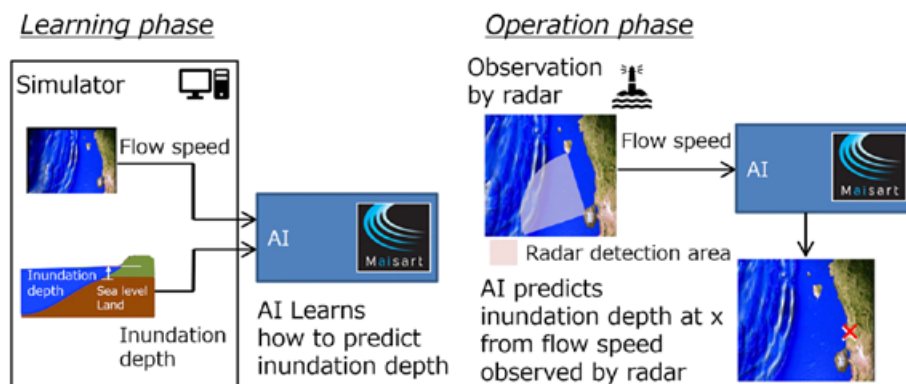 Learning phase
Simulator
Flow speed
Inundation
depth
Sea level
Land
Inundation
depth
AI
Maisart
AI Learns
how to predict
inundation depth
Operation phase
Observation
by radar
Flow speed
AI
Maisart
Radar detection area
AI predicts
inundation depth at x
from flow speed
observed by radar